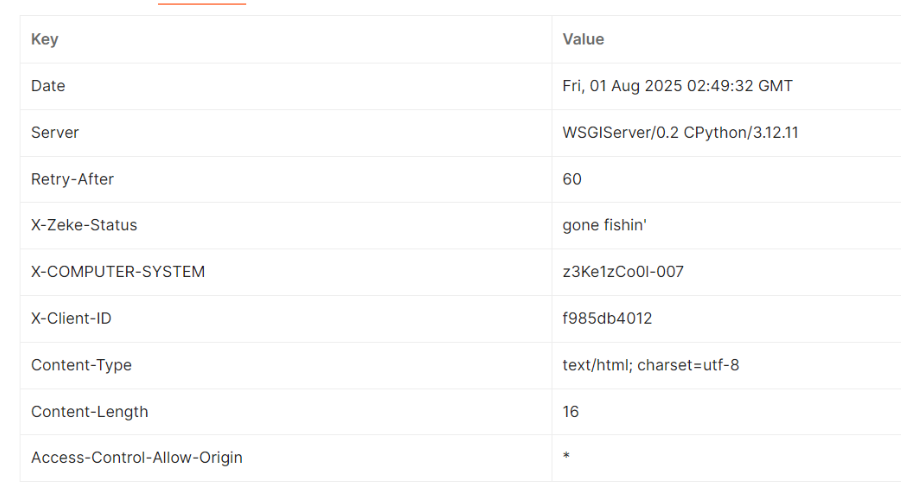 Key Value
Date Fri, 01 Aug 2025 02:49:32 GMT
Server WSGIServer/0.2 CPython/3.12.11
Retry-After 60
X-Zeke-Status gone fishin'
X-COMPUTER-SYSTEM z3Ke1zCo0l-007
X-Client-ID f985db4012
Content-Type text/html; charset=utf-8
Content-Length 16
Access-Control-Allow-Origin *